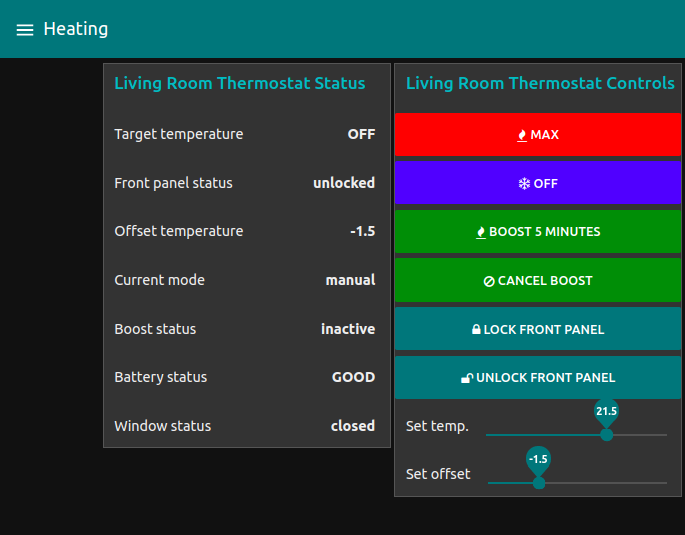 Heating
Living Room Thermostat Status
Target temperature OFF
Front panel status unlocked
Offset temperature -1.5
Current mode manual
Boost status inactive
Battery status GOOD
Window status closed
Living Room Thermostat Controls
MAX
OFF
BOOST 5 MINUTES
CANCEL BOOST
LOCK FRONT PANEL
UNLOCK FRONT PANEL
Set temp. 21.5
Set offset -1.5